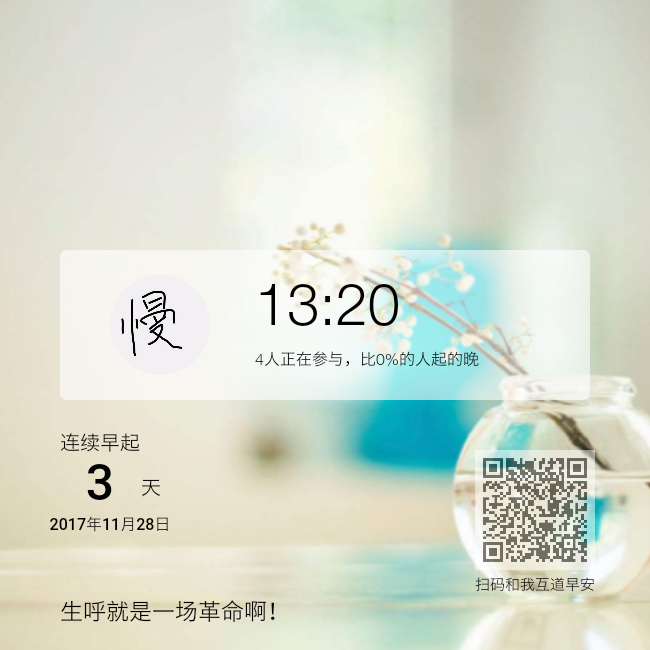 慢
13:20
4人正在参与，比0%的人起的晚
连续早起
3 天
2017年11月28日
扫码和我互道早安
生呼就是一场革命啊！